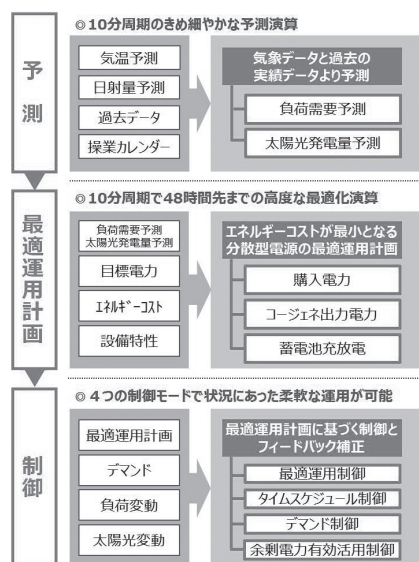 予測
◎10分周期のきめ細やかな予測演算
気温予測
日射量予測
過去データ
操業カレンダー
気象データと過去の
実績データより予測
負荷需要予測
太陽光発電量予測
最適運用計画
◎10分周期で48時間先までの高度な最適化演算
負荷需要予測
太陽光発電量予測
目標電力
エネルギーコスト
設備特性
エネルギーコストが最小となる
分散型電源の最適運用計画
購入電力
コージェネ出力電力
蓄電池充放電
制御
◎4つの制御モードで状況にあった柔軟な運用が可能
最適運用計画
デマンド
負荷変動
太陽光変動
最適運用計画に基づく制御と
フィードバック補正
最適運用制御
タイムスケジュール制御
デマンド制御
余剰電力有効活用制御